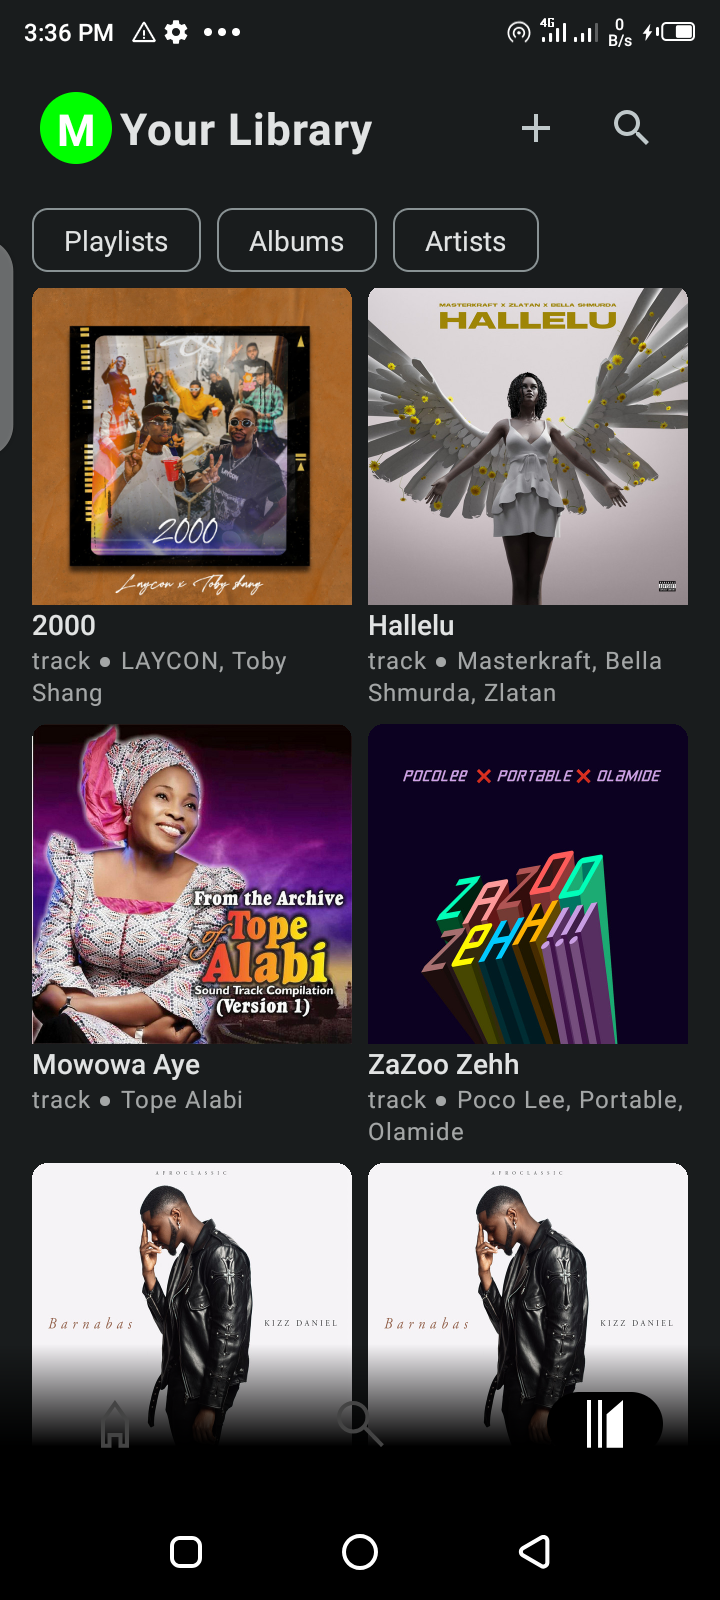 3:36 PM
4G
0
B/s
M Your Library
Playlists
Albums
Artists
2000
Laycon x Toby Shang
MASTERKRAFT X ZLATAN X BELLA SHMURDA
HALLELU
2000
track • LAYCON, Toby
Shang
Hallelu
track • Masterkraft, Bella
Shmurda, Zlatan
From the Archive
of Tope
Alabi
Sound Track Compilation
(Version 1)
POCOLEE X PORTABLE X OLAMIDE
ZAZOO
ZEHH!!!
Mowowa Aye
track • Tope Alabi
ZaZoo Zehh
track • Poco Lee, Portable,
Olamide
AFROCLASSIC
Barnabas
KIZZ DANIEL
AFROCLASSIC
Barnabas
KIZZ DANIEL